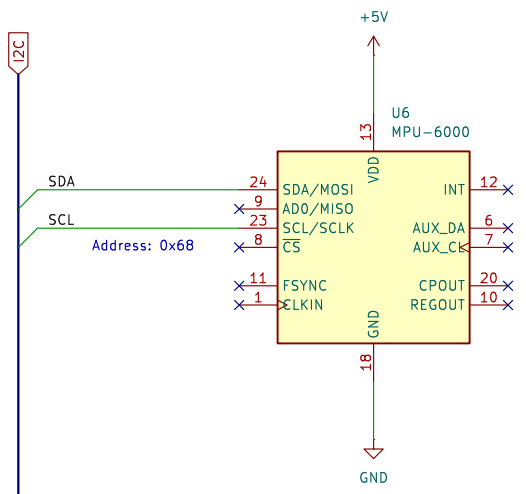 +5V
I2C
U6
MPU-6000
13
VDD
SDA
24
SDA/MOSI
INT
12
9
AD0/MISO
SCL
23
SCL/SCLK
AUX_DA
6
Address: 0x68
8
CS
AUX_CL
7
11
FSYNC
CPOUT
20
1
CLKIN
REGOUT
10
GND
18
GND